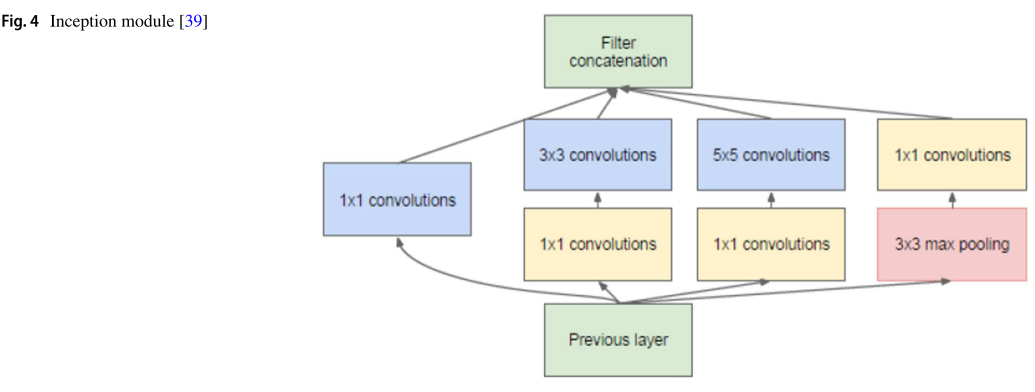 Fig. 4 Inception module [39]
Filter
concatenation
3x3 convolutions
5x5 convolutions
1x1 convolutions
1x1 convolutions
1x1 convolutions
1x1 convolutions
3x3 max pooling
Previous layer